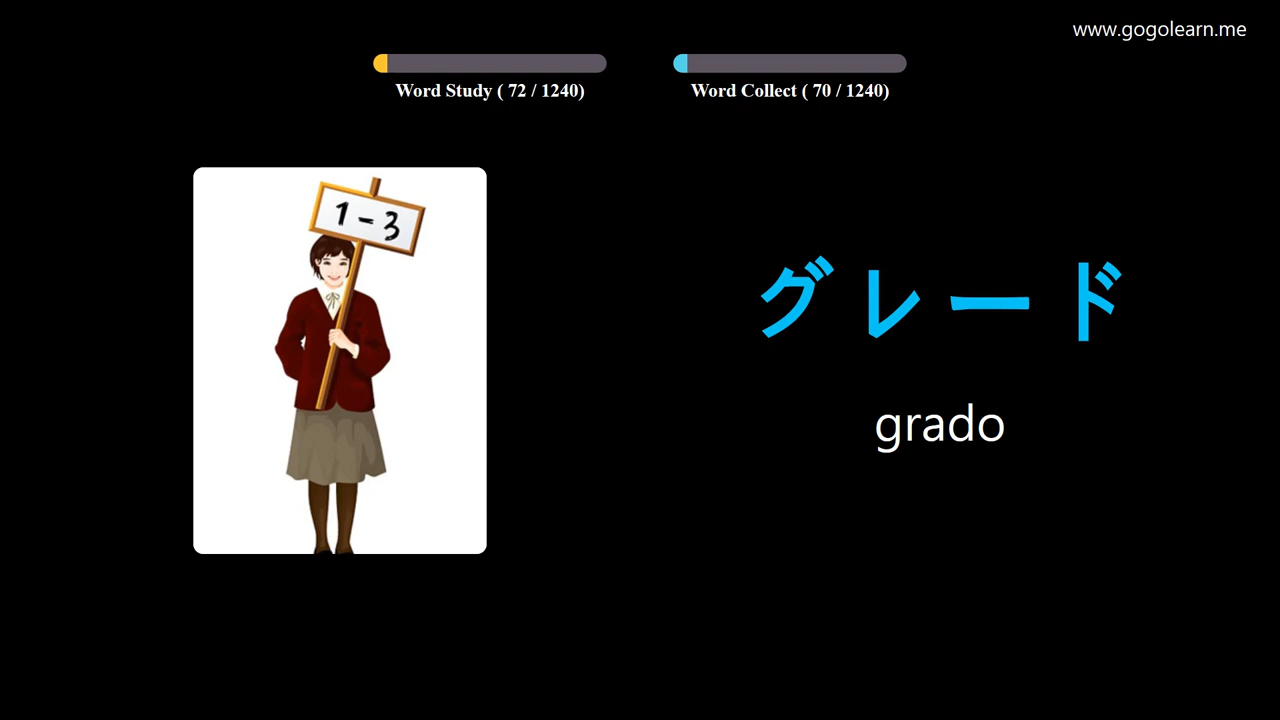 www.gogolearn.me
Word Study ( 72 / 1240)
Word Collect ( 70 / 1240)
1 - 3
グレード
grado